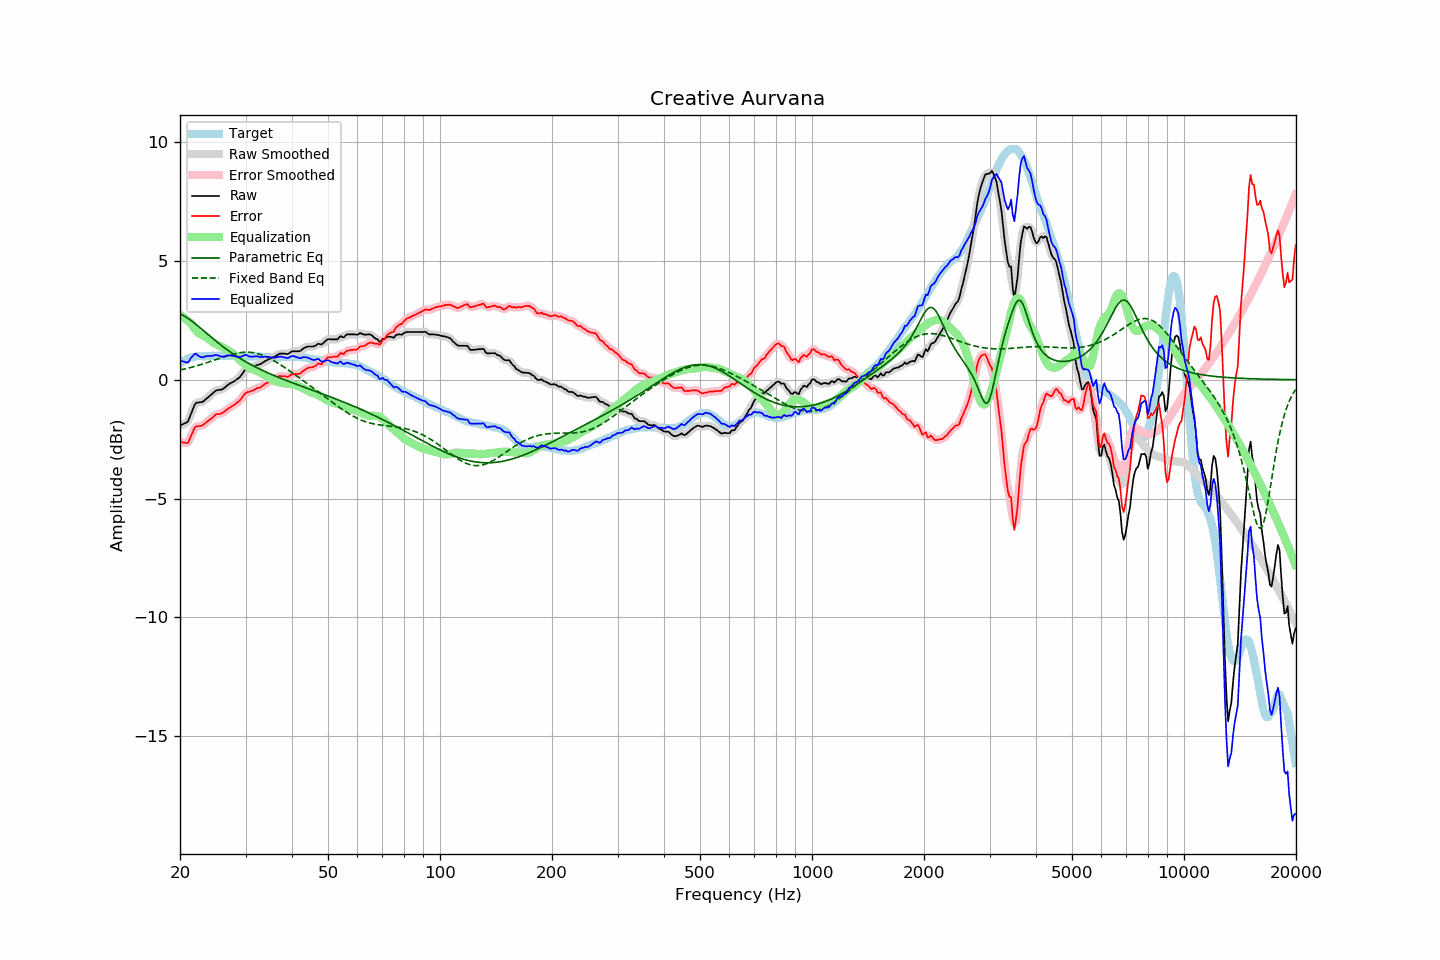 Creative Aurvana
Target
Raw Smoothed
Error Smoothed
Raw
Error
Equalization
Parametric Eq
Fixed Band Eq
Equalized
10
5
0
−5
−10
−15
Amplitude (dBr)
20 50 100 200 500 1000 2000 5000 10000 20000
Frequency (Hz)